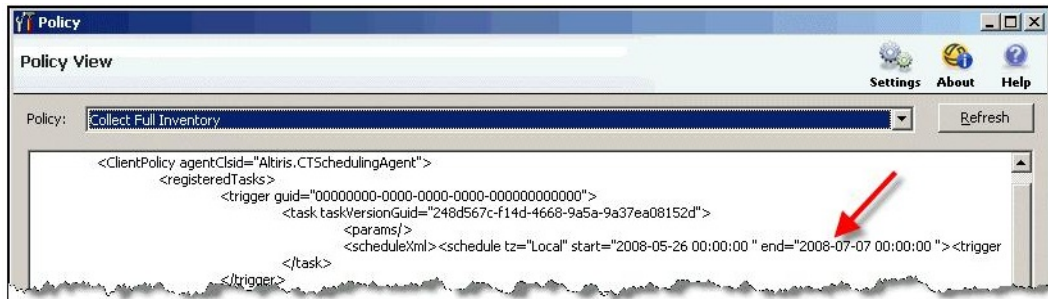 Policy
Policy View
Settings About Help
Policy: Collect Full Inventory Refresh
<ClientPolicy agentClsid="Altiris.CTSchedulingAgent">
<registeredTasks>
<trigger guid="00000000-0000-0000-0000-000000000000">
<task taskVersionGuid="248d567c-f14d-4668-9a5a-9a37ea08152d">
<params/>
<scheduleXml><schedule tz="Local" start="2008-05-26 00:00:00 " end="2008-07-07 00:00:00 "><trigger
</task>
</trigger>